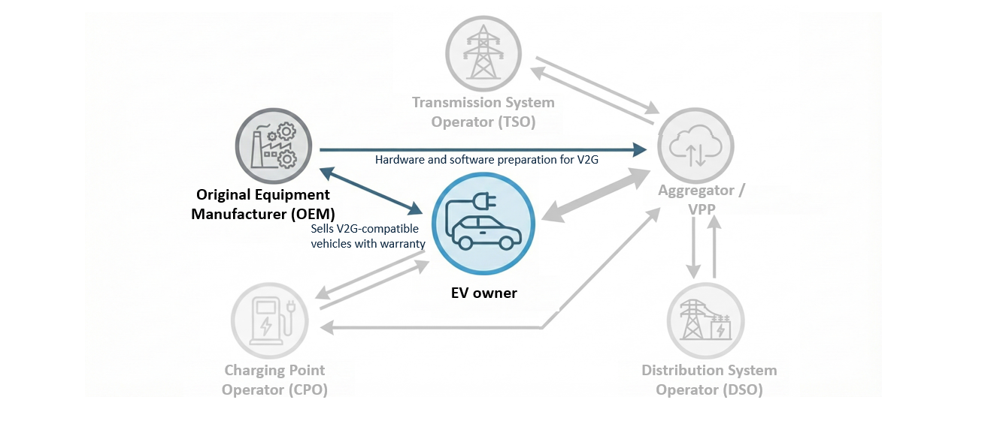 Transmission System
Operator (TSO)
Hardware and software preparation for V2G
Original Equipment
Manufacturer (OEM)
Aggregator /
VPP
Sells V2G-compatible
vehicles with warranty
EV owner
Charging Point
Operator (CPO)
Distribution System
Operator (DSO)